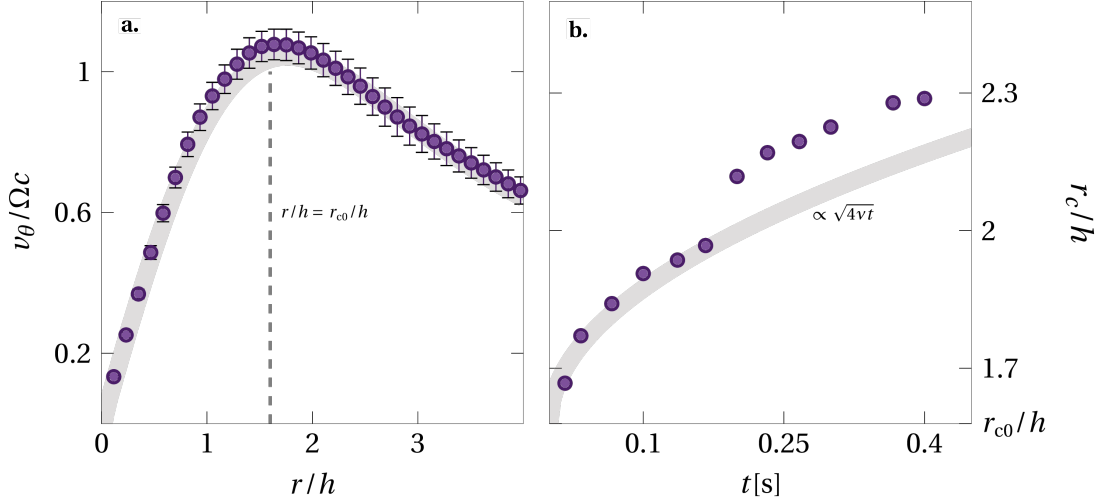 a.
1
0.6
0.2
v_θ/Ωc
r/h = r_c0/h
0
1
2
3
r/h
b.
∝ √4νt
2.3
2
1.7
r_c0/h
r_c/h
0.1
0.25
0.4
t[s]